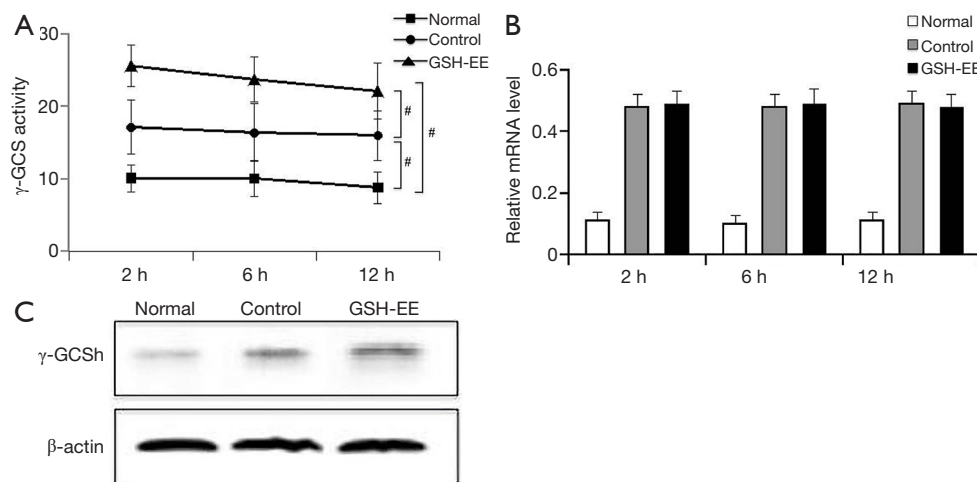 A
Normal
Control
GSH-EE
30
20
10
0
γ-GCS activity
#
#
#
2 h
6 h
12 h
B
Normal
Control
GSH-EE
0.6
0.4
0.2
0
Relative mRNA level
2 h
6 h
12 h
C
Normal Control GSH-EE
γ-GCSh
β-actin